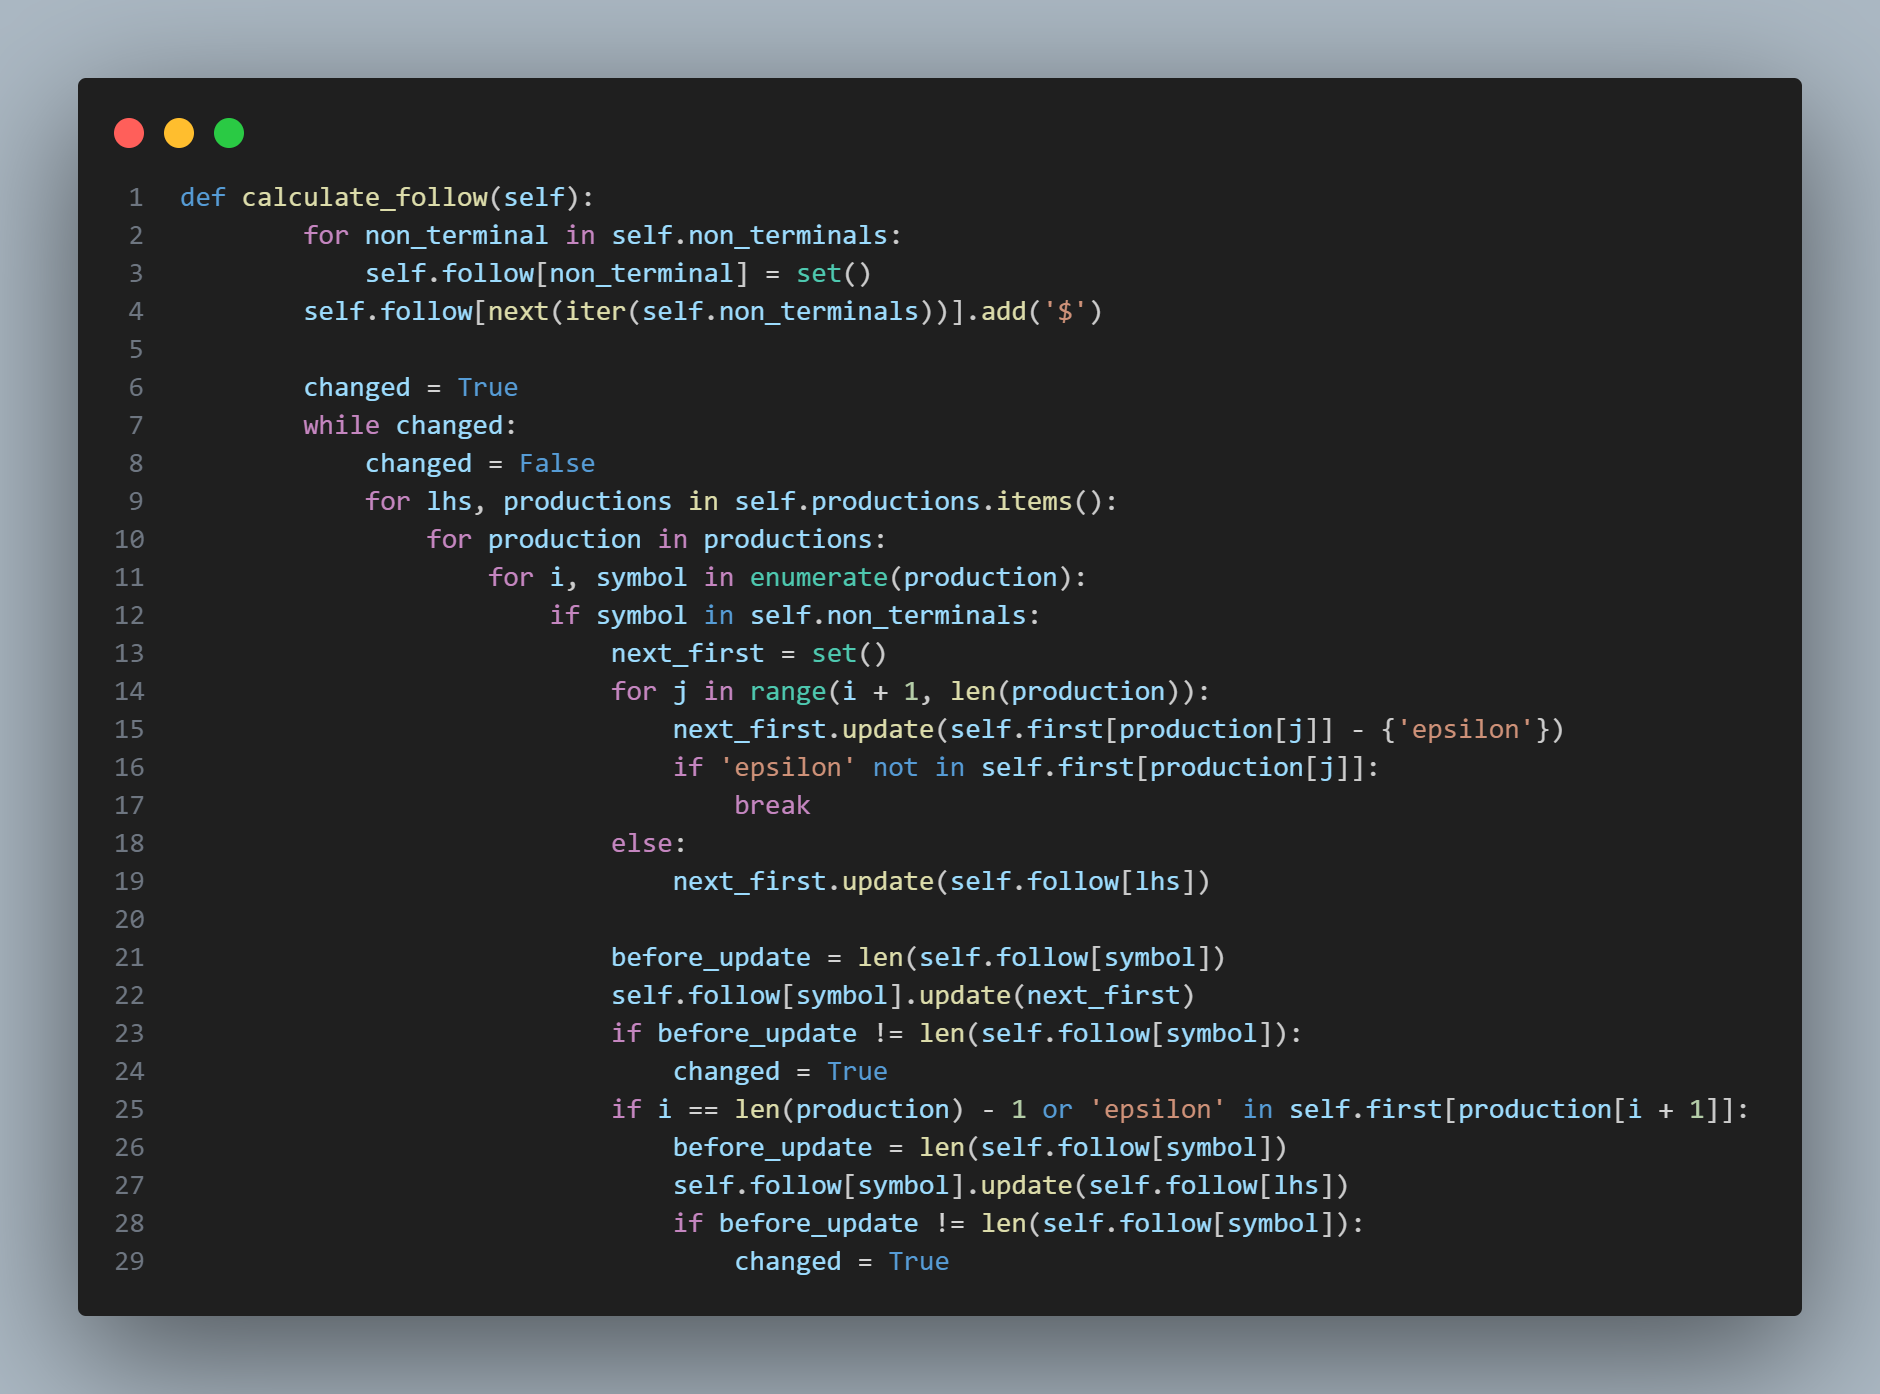 1 def calculate_follow(self):
2         for non_terminal in self.non_terminals:
3             self.follow[non_terminal] = set()
4         self.follow[next(iter(self.non_terminals))].add('$')
5
6         changed = True
7         while changed:
8             changed = False
9             for lhs, productions in self.productions.items():
10                 for production in productions:
11                     for i, symbol in enumerate(production):
12                         if symbol in self.non_terminals:
13                             next_first = set()
14                             for j in range(i + 1, len(production)):
15                                 next_first.update(self.first[production[j]] - {'epsilon'})
16                                 if 'epsilon' not in self.first[production[j]]:
17                                     break
18                             else:
19                                 next_first.update(self.follow[lhs])
20
21                             before_update = len(self.follow[symbol])
22                             self.follow[symbol].update(next_first)
23                             if before_update != len(self.follow[symbol]):
24                                 changed = True
25                             if i == len(production) - 1 or 'epsilon' in self.first[production[i + 1]]:
26                                 before_update = len(self.follow[symbol])
27                                 self.follow[symbol].update(self.follow[lhs])
28                                 if before_update != len(self.follow[symbol]):
29                                     changed = True